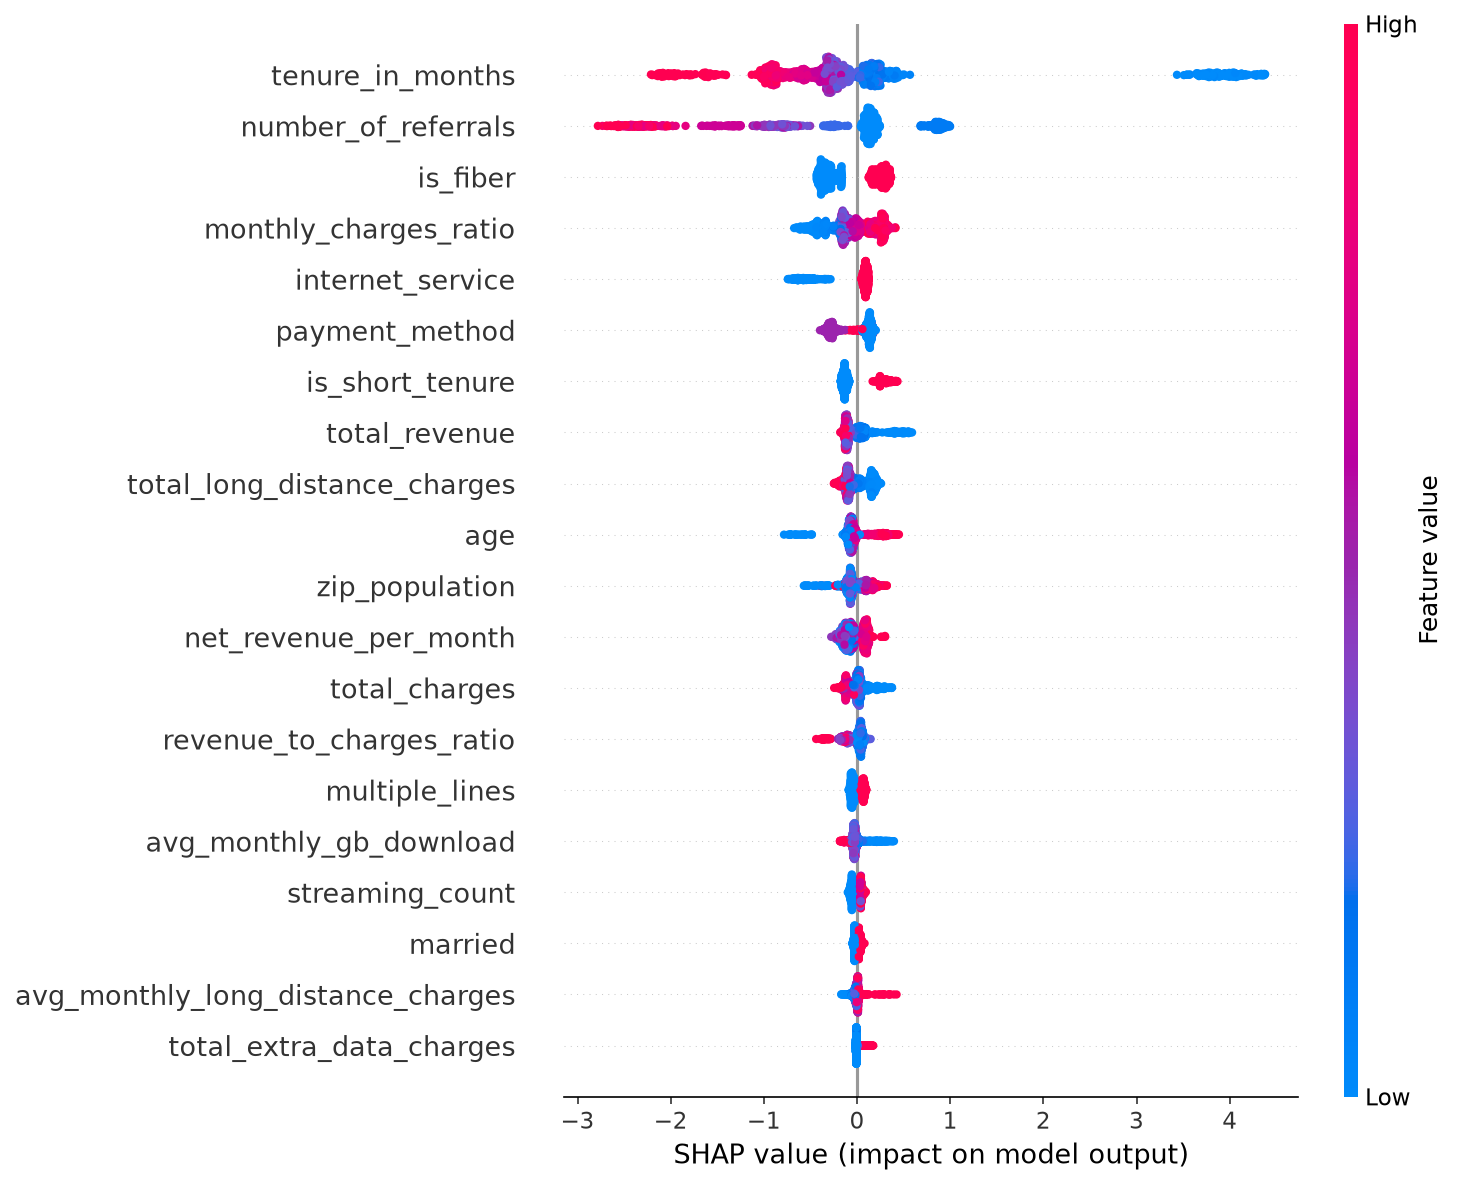 High
tenure_in_months
number_of_referrals
is_fiber
monthly_charges_ratio
internet_service
payment_method
is_short_tenure
total_revenue
total_long_distance_charges
age
zip_population
net_revenue_per_month
total_charges
revenue_to_charges_ratio
multiple_lines
avg_monthly_gb_download
streaming_count
married
avg_monthly_long_distance_charges
total_extra_data_charges
Feature value
Low
−3 −2 −1 0 1 2 3 4
SHAP value (impact on model output)